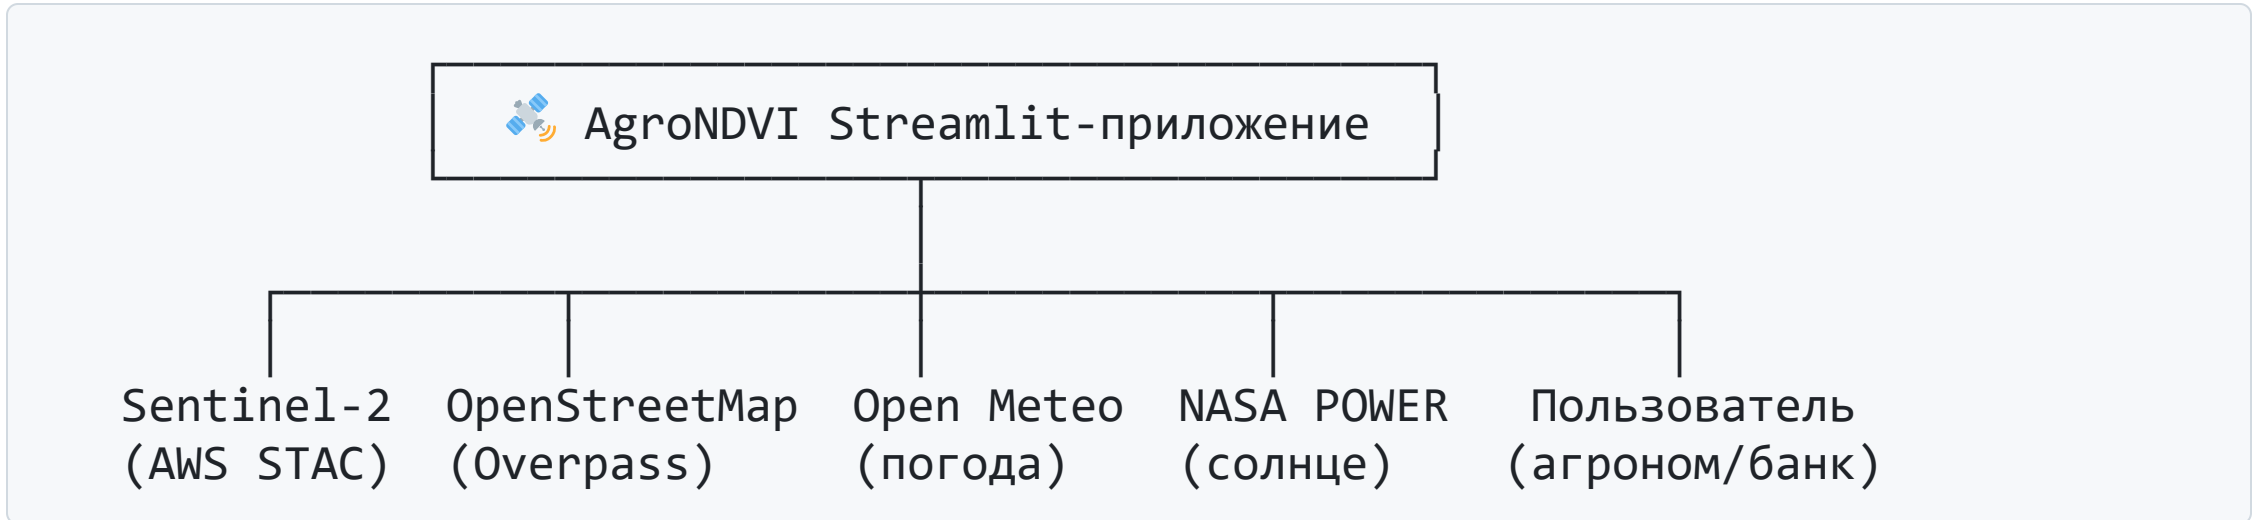 AgroNDVI Streamlit-приложение
Sentinel-2 OpenStreetMap Open Meteo NASA POWER Пользователь
(AWS STAC) (Overpass) (погода) (солнце) (агроном/банк)